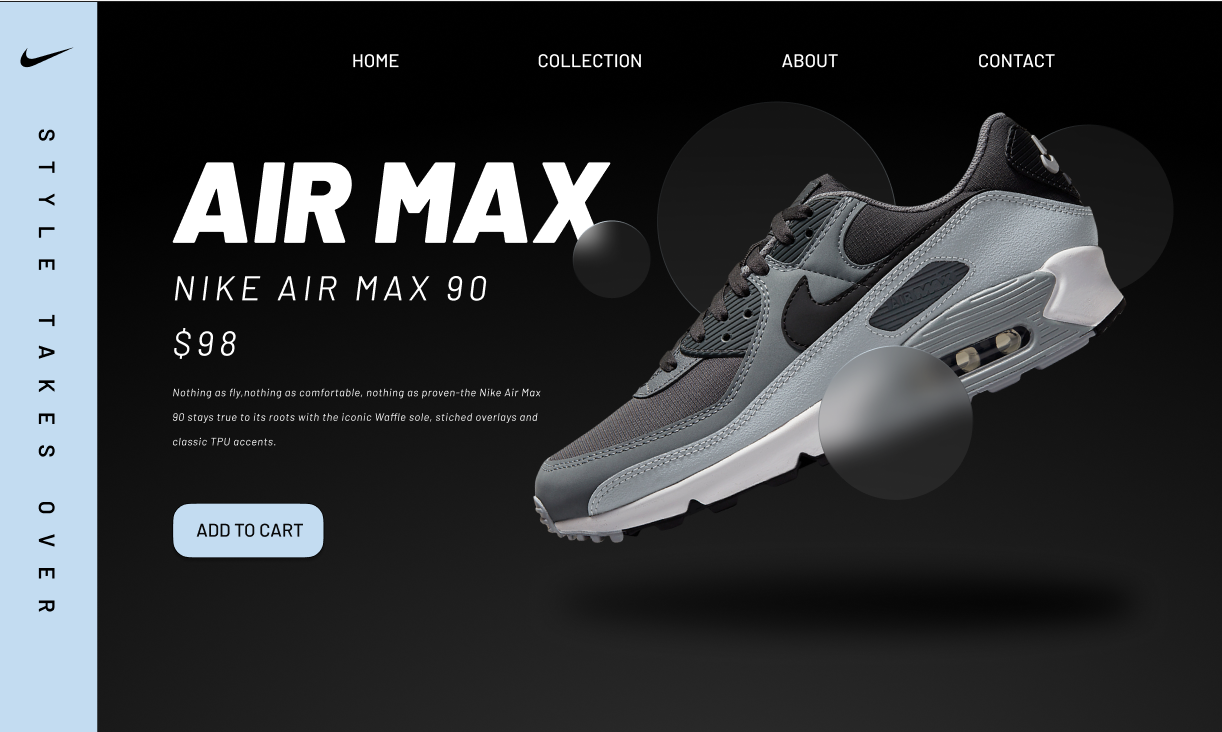 HOME COLLECTION ABOUT CONTACT
STYLE TAKES OVER
AIR MAX
NIKE AIR MAX 90
$98
Nothing as fly,nothing as comfortable, nothing as proven-the Nike Air Max
90 stays true to its roots with the iconic Waffle sole, stiched overlays and
classic TPU accents.
ADD TO CART